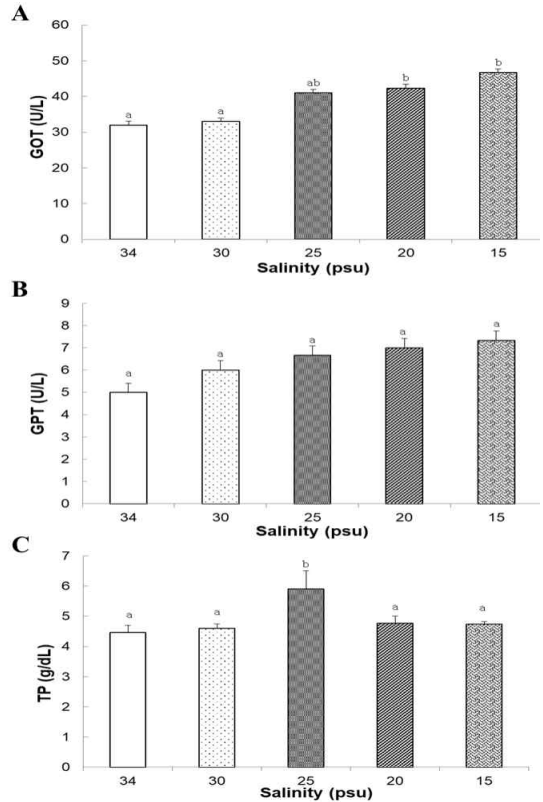 A
60
50
40
30
20
10
0
GOT (U/L)
a
a
ab
b
b
34 30 25 20 15
Salinity (psu)
B
9
8
7
6
5
4
3
2
1
0
GPT (U/L)
a
a
a
a
a
34 30 25 20 15
Salinity (psu)
C
7
6
5
4
3
2
1
0
TP (g/dL)
a
a
b
a
a
34 30 25 20 15
Salinity (psu)